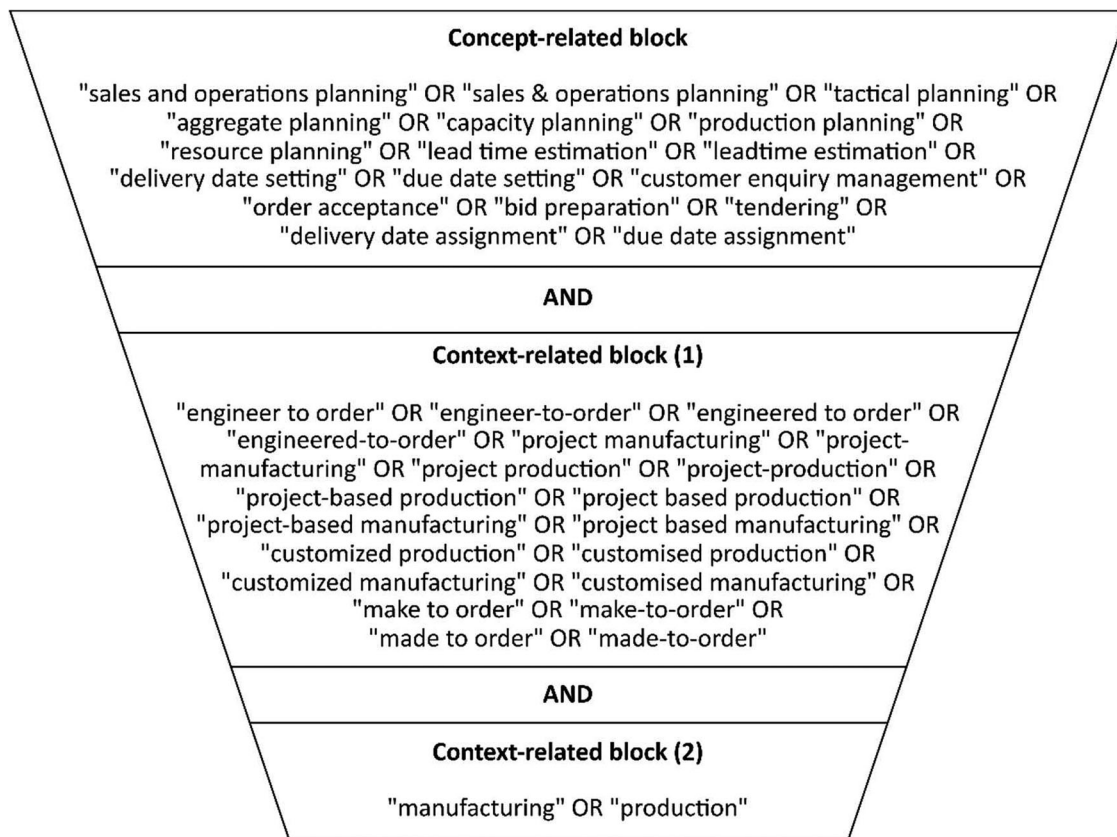 Concept-related block
"sales and operations planning" OR "sales & operations planning" OR "tactical planning" OR
"aggregate planning" OR "capacity planning" OR "production planning" OR
"resource planning" OR "lead time estimation" OR "leadtime estimation" OR
"delivery date setting" OR "due date setting" OR "customer enquiry management" OR
"order acceptance" OR "bid preparation" OR "tendering" OR
"delivery date assignment" OR "due date assignment"
AND
Context-related block (1)
"engineer to order" OR "engineer-to-order" OR "engineered to order" OR
"engineered-to-order" OR "project manufacturing" OR "project-
manufacturing" OR "project production" OR "project-production" OR
"project-based production" OR "project based production" OR
"project-based manufacturing" OR "project based manufacturing" OR
"customized production" OR "customised production" OR
"customized manufacturing" OR "customised manufacturing" OR
"make to order" OR "make-to-order" OR
"made to order" OR "made-to-order"
AND
Context-related block (2)
"manufacturing" OR "production"